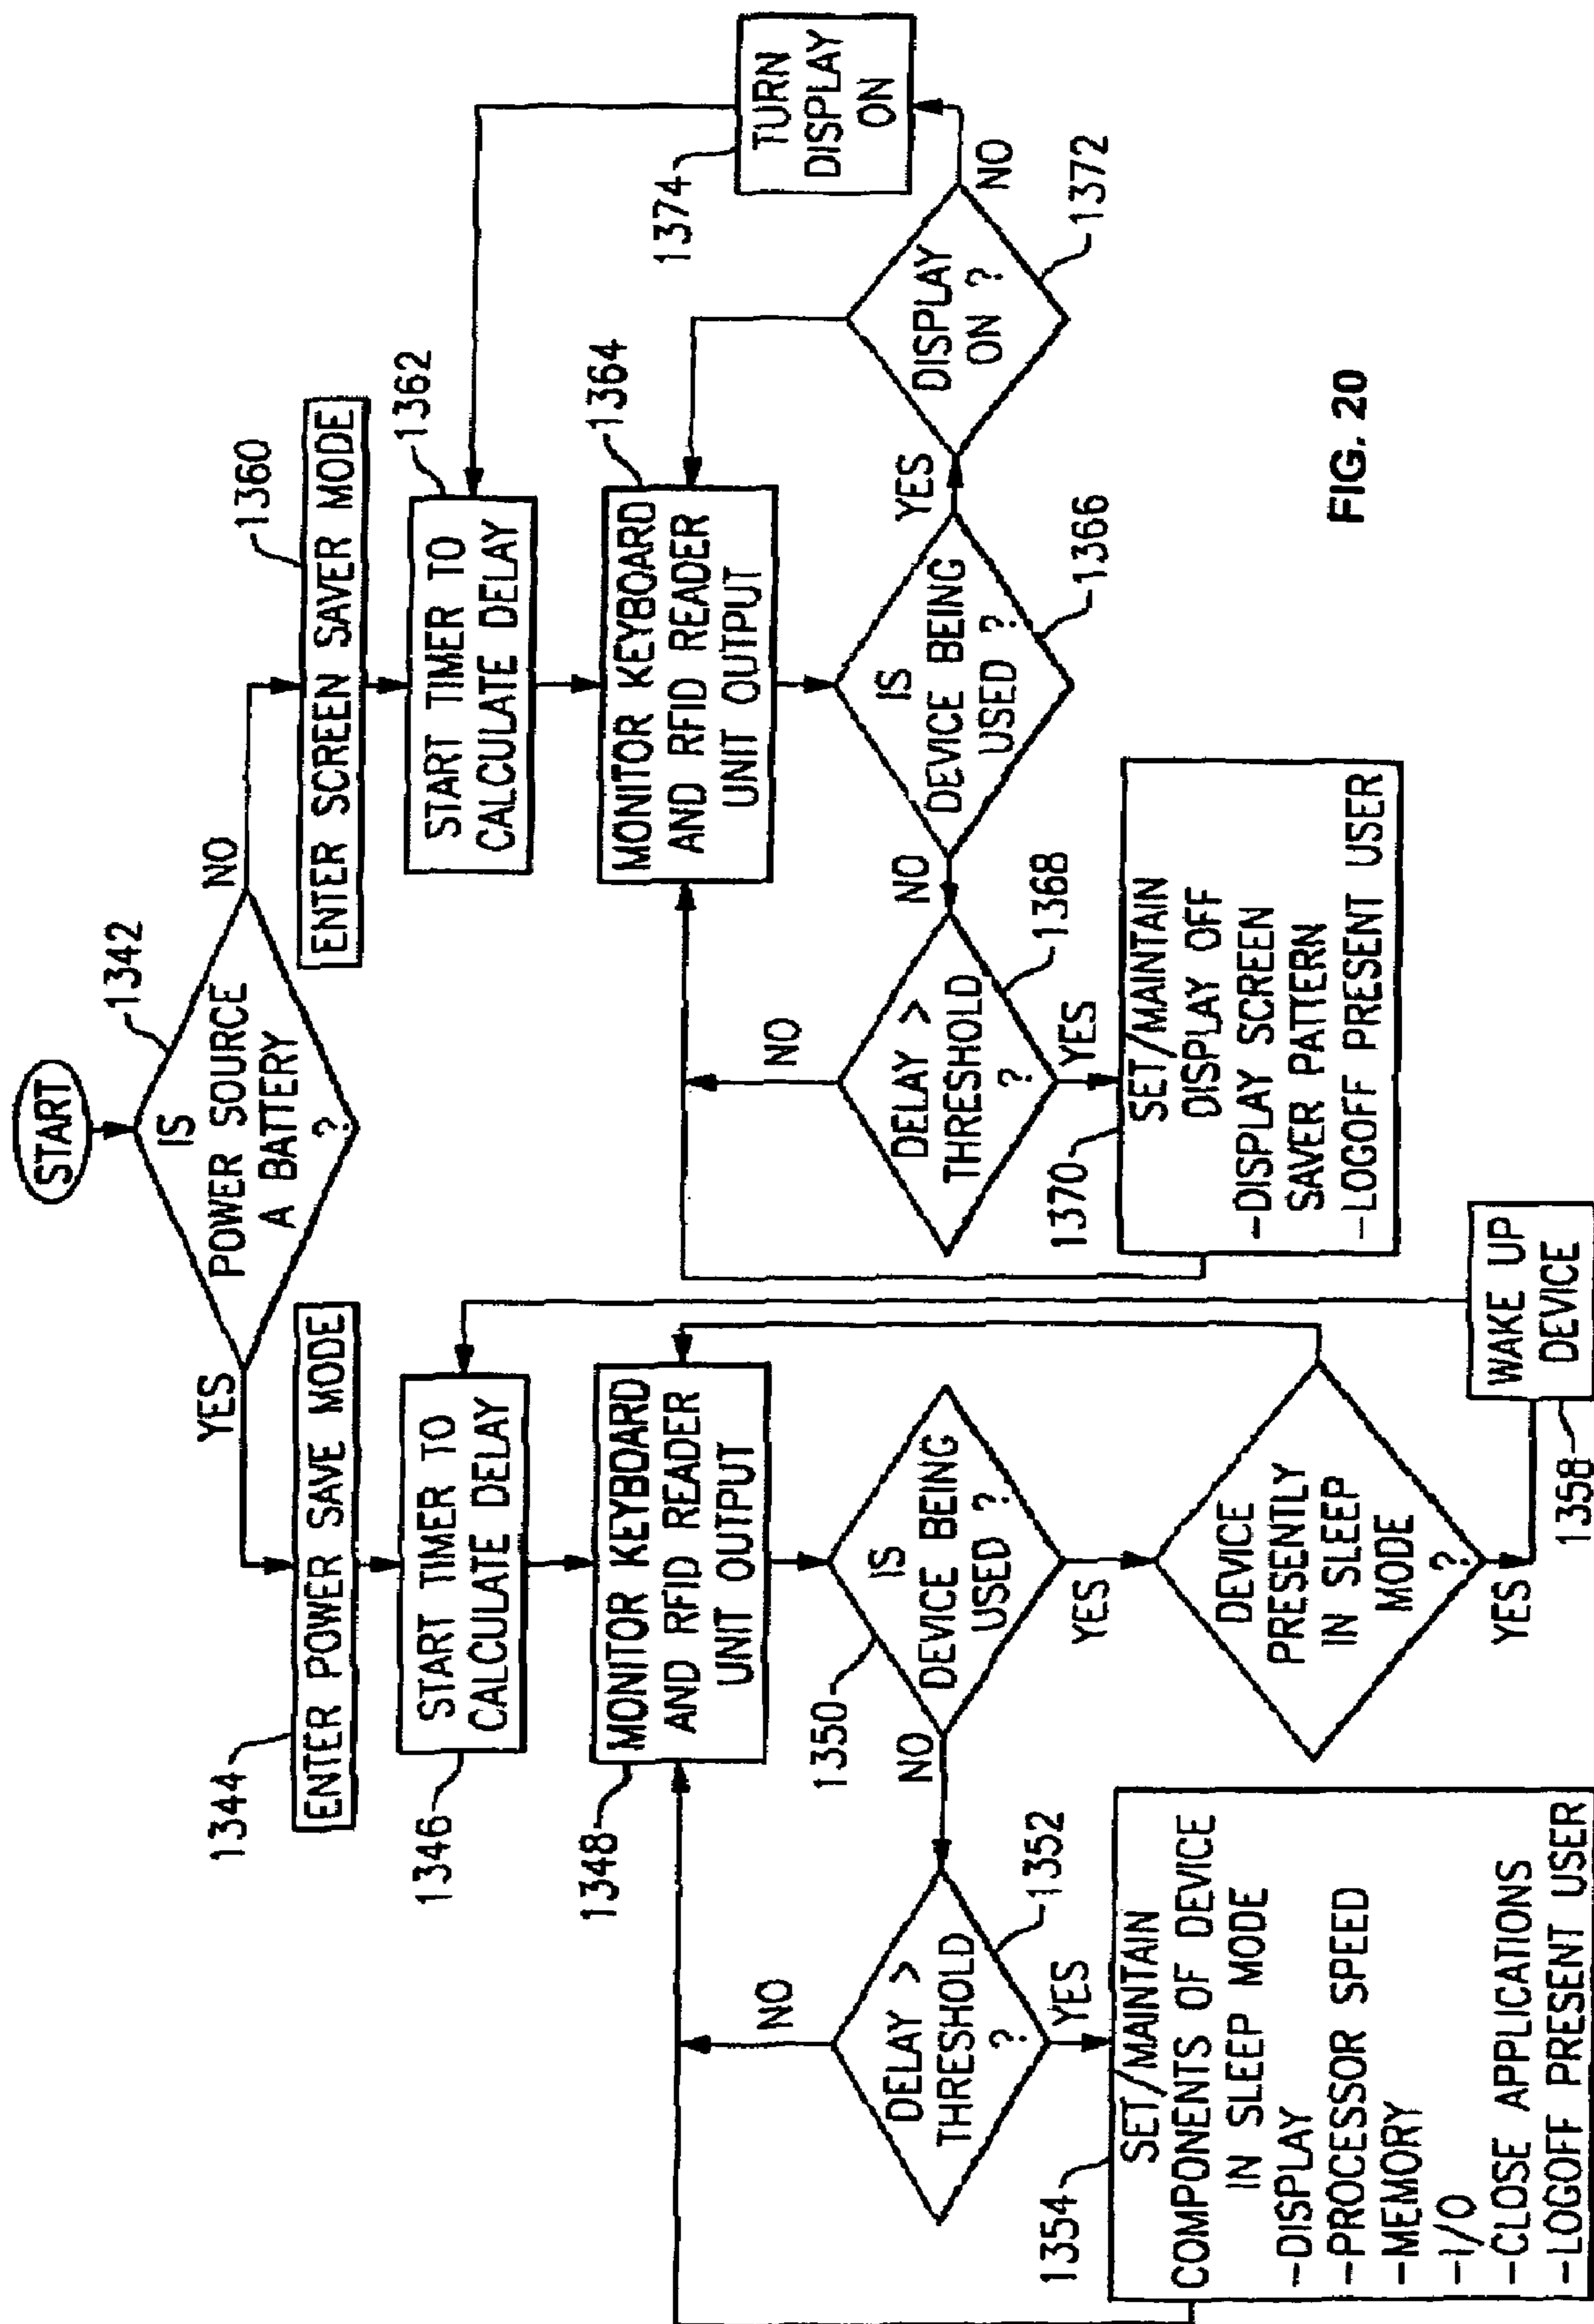 START
IS
POWER SOURCE
A BATTERY
?
1342
YES
NO
1344
ENTER POWER SAVE MODE
1346
START TIMER TO
CALCULATE DELAY
1348
MONITOR KEYBOARD
AND RFID READER
UNIT OUTPUT
1350
IS
DEVICE BEING
USED ?
NO
YES
1352
DELAY >
THRESHOLD
?
NO
YES
1354
SET/MAINTAIN
COMPONENTS OF DEVICE
IN SLEEP MODE
-DISPLAY
-PROCESSOR SPEED
-MEMORY
-I/O
-CLOSE APPLICATIONS
-LOGOFF PRESENT USER
DEVICE
PRESENTLY
IN SLEEP
MODE
?
YES
WAKE UP
DEVICE
1358
1360
ENTER SCREEN SAVER MODE
1362
START TIMER TO
CALCULATE DELAY
1364
MONITOR KEYBOARD
AND RFID READER
UNIT OUTPUT
1366
IS
DEVICE BEING
USED ?
NO
YES
1368
DELAY >
THRESHOLD
?
NO
YES
1370
SET/MAINTAIN
DISPLAY OFF
-DISPLAY SCREEN
SAVER PATTERN
-LOGOFF PRESENT USER
1372
DISPLAY
ON ?
NO
1374
TURN
DISPLAY
ON
FIG. 20